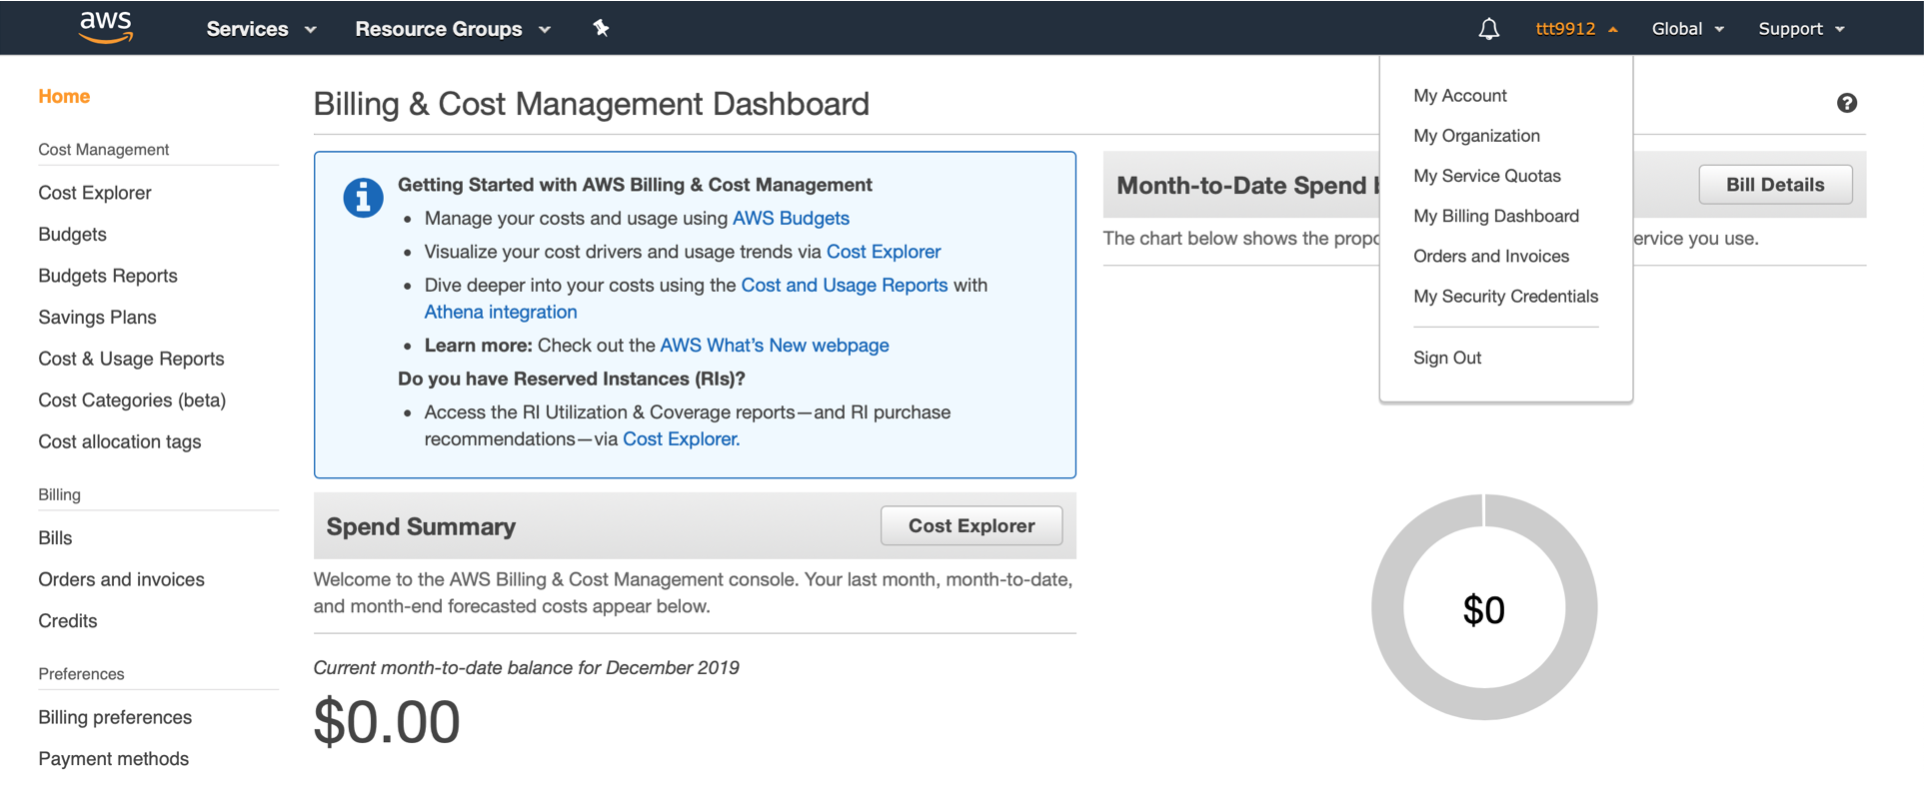 aws
Services
Resource Groups
ttt9912
Global
Support
Home
Cost Management
Cost Explorer
Budgets
Budgets Reports
Savings Plans
Cost & Usage Reports
Cost Categories (beta)
Cost allocation tags
Billing
Bills
Orders and invoices
Credits
Preferences
Billing preferences
Payment methods
Billing & Cost Management Dashboard
?
i
Getting Started with AWS Billing & Cost Management
• Manage your costs and usage using AWS Budgets
• Visualize your cost drivers and usage trends via Cost Explorer
• Dive deeper into your costs using the Cost and Usage Reports with
Athena integration
• Learn more: Check out the AWS What's New webpage
Do you have Reserved Instances (RIs)?
• Access the RI Utilization & Coverage reports—and RI purchase
recommendations—via Cost Explorer.
Spend Summary
Cost Explorer
Welcome to the AWS Billing & Cost Management console. Your last month, month-to-date,
and month-end forecasted costs appear below.
Current month-to-date balance for December 2019
$0.00
Month-to-Date Spend
Bill Details
The chart below shows the ervice you use.
My Account
My Organization
My Service Quotas
My Billing Dashboard
Orders and Invoices
My Security Credentials
Sign Out
$0